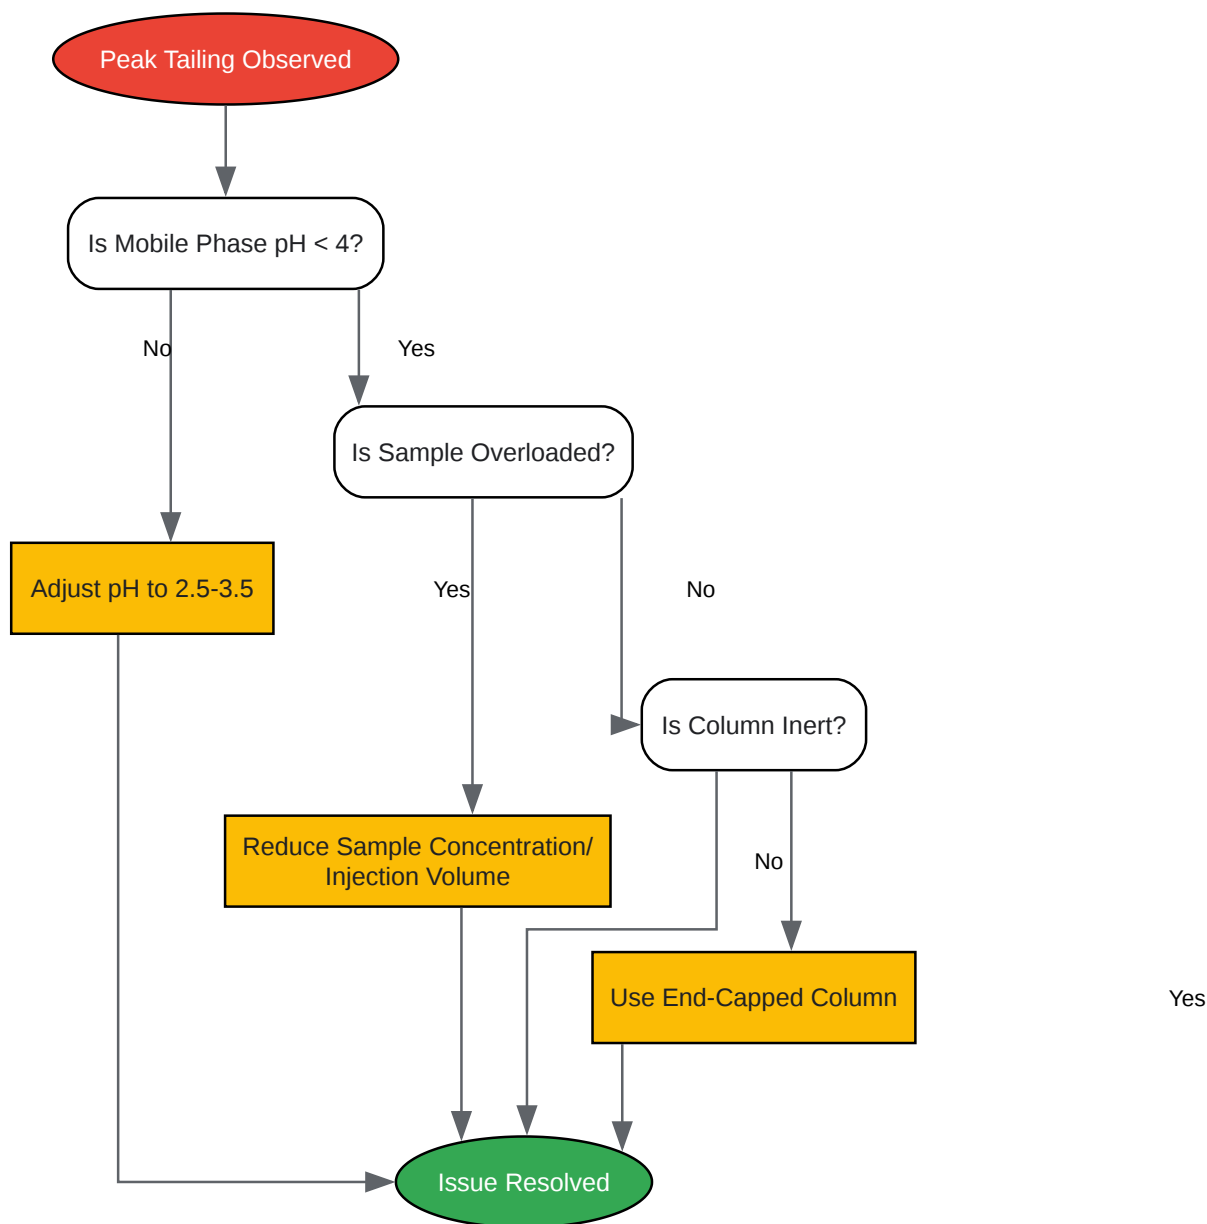 Peak Tailing Observed
Is Mobile Phase pH < 4?
No
Yes
Is Sample Overloaded?
Adjust pH to 2.5-3.5
Yes
No
Is Column Inert?
Reduce Sample Concentration/
Injection Volume
No
Use End-Capped Column
Yes
Issue Resolved